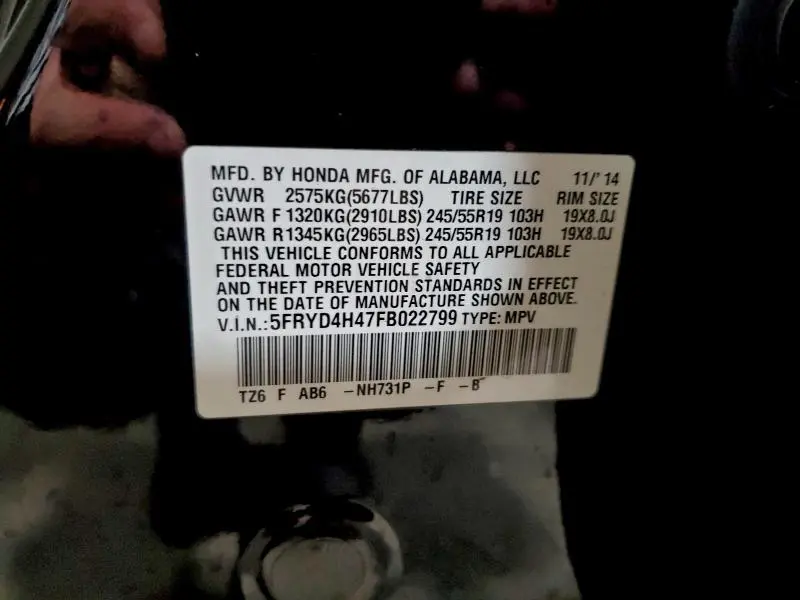 MFD. BY HONDA MFG. OF ALABAMA, LLC 11/'14
GVWR 2575KG(5677LBS) TIRE SIZE RIM SIZE
GAWR F 1320KG(2910LBS) 245/55R19 103H 19X8.0J
GAWR R1345KG(2965LBS) 245/55R19 103H 19X8.0J
THIS VEHICLE CONFORMS TO ALL APPLICABLE
FEDERAL MOTOR VEHICLE SAFETY
AND THEFT PREVENTION STANDARDS IN EFFECT
ON THE DATE OF MANUFACTURE SHOWN ABOVE.
V.I.N.:5FRYD4H47FB022799 TYPE: MPV
TZ6 F AB6 -NH731P -F -B